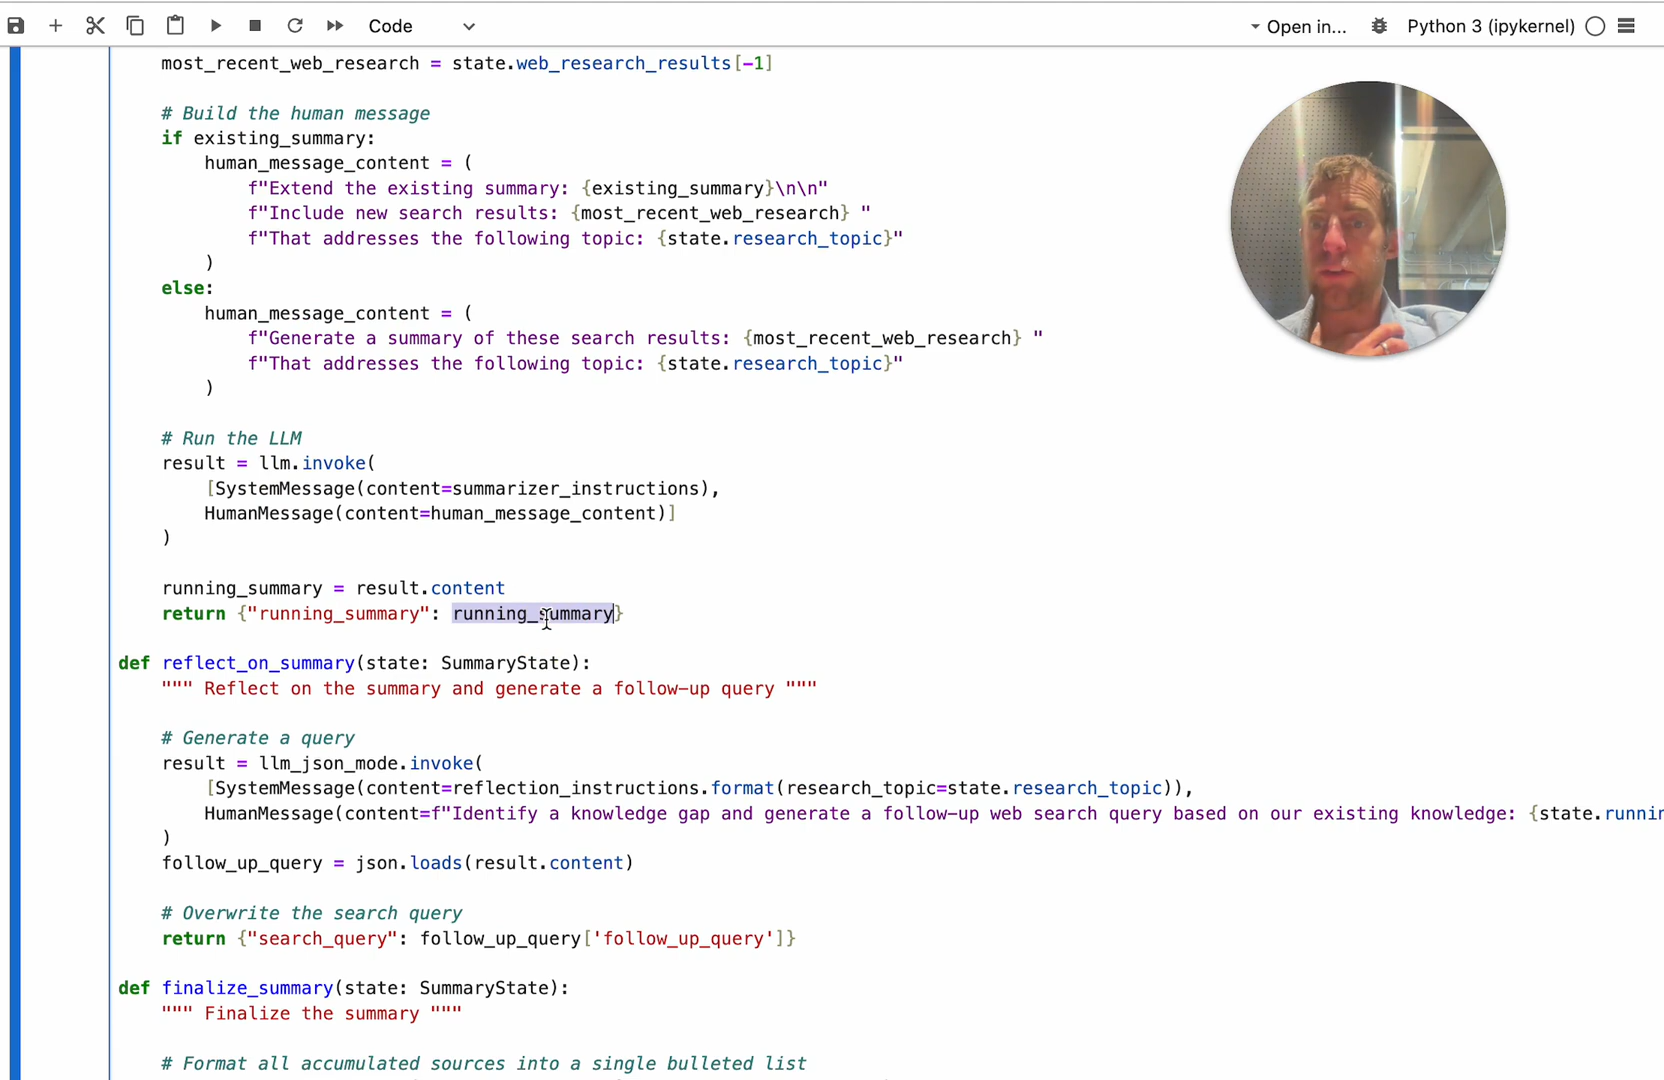 Code
Open in...
Python 3 (ipykernel)
most_recent_web_research = state.web_research_results[-1]
# Build the human message
if existing_summary:
human_message_content = (
f"Extend the existing summary: {existing_summary}\n\n"
f"Include new search results: {most_recent_web_research} "
f"That addresses the following topic: {state.research_topic}"
)
else:
human_message_content = (
f"Generate a summary of these search results: {most_recent_web_research} "
f"That addresses the following topic: {state.research_topic}"
)
# Run the LLM
result = llm.invoke(
[SystemMessage(content=summarizer_instructions),
HumanMessage(content=human_message_content)]
)
running_summary = result.content
return {"running_summary": running_summary}
def reflect_on_summary(state: SummaryState):
""" Reflect on the summary and generate a follow-up query """
# Generate a query
result = llm_json_mode.invoke(
[SystemMessage(content=reflection_instructions.format(research_topic=state.research_topic)),
HumanMessage(content=f"Identify a knowledge gap and generate a follow-up web search query based on our existing knowledge: {state.runnin
)
follow_up_query = json.loads(result.content)
# Overwrite the search query
return {"search_query": follow_up_query['follow_up_query']}
def finalize_summary(state: SummaryState):
""" Finalize the summary """
# Format all accumulated sources into a single bulleted list